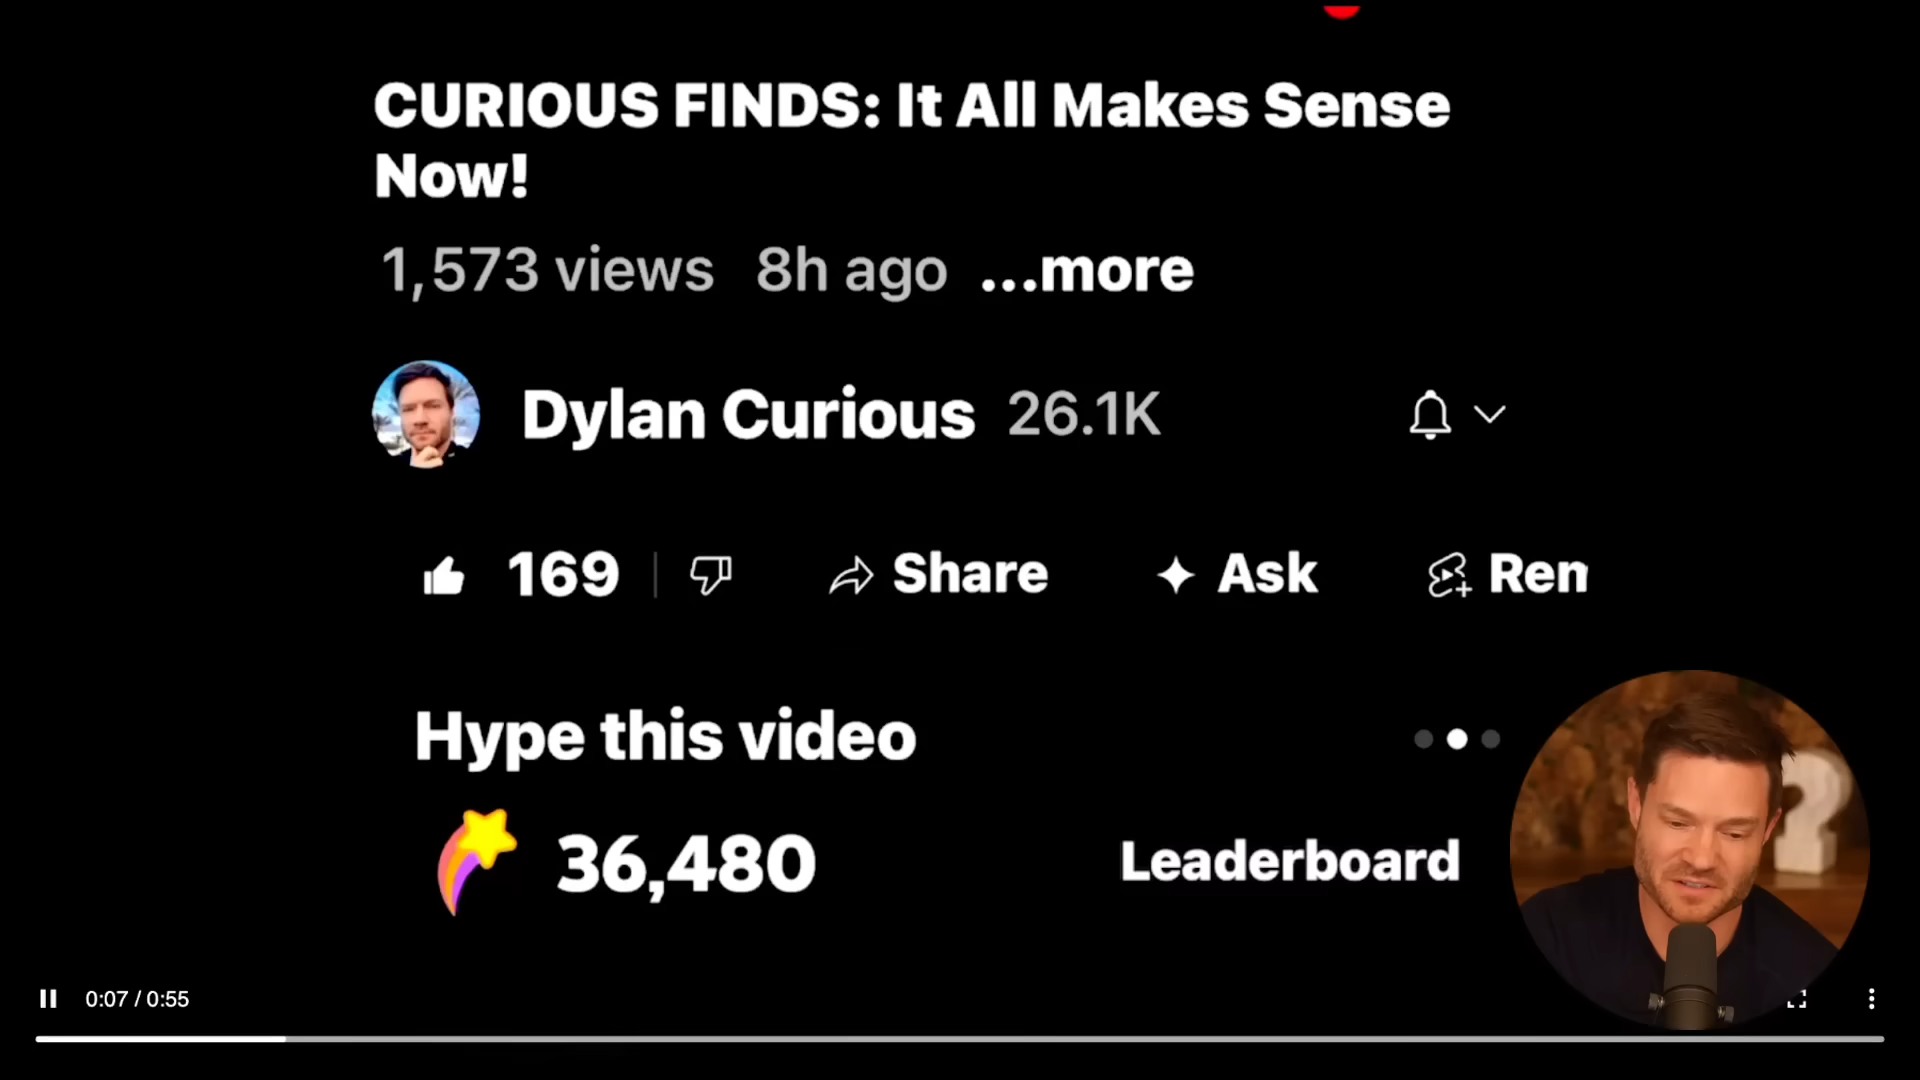 CURIOUS FINDS: It All Makes Sense
Now!
1,573 views 8h ago ...more
Dylan Curious 26.1K
169 Share Ask Ren
Hype this video
36,480 Leaderboard
0:07 / 0:55
?